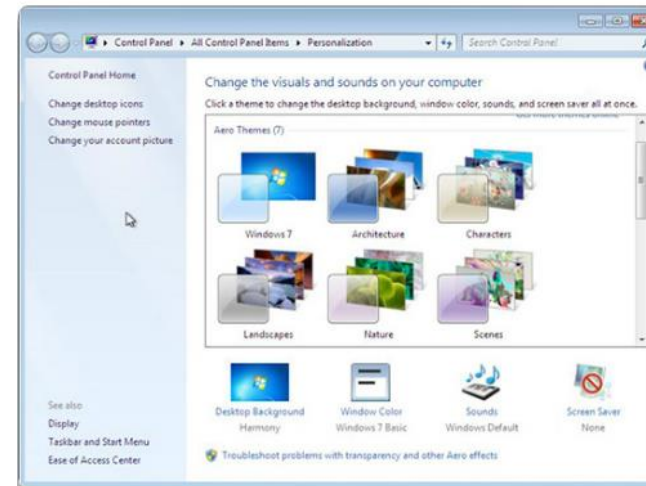 Control Panel ▸ All Control Panel Items ▸ Personalization
Search Control Panel
Control Panel Home
Change desktop icons
Change mouse pointers
Change your account picture
See also
Display
Taskbar and Start Menu
Ease of Access Center
Change the visuals and sounds on your computer
Click a theme to change the desktop background, window color, sounds, and screen saver all at once.
Get more themes online
Aero Themes (7)
Windows 7
Architecture
Characters
Landscapes
Nature
Scenes
Desktop Background
Harmony
Window Color
Windows 7 Basic
Sounds
Windows Default
Screen Saver
None
Troubleshoot problems with transparency and other Aero effects